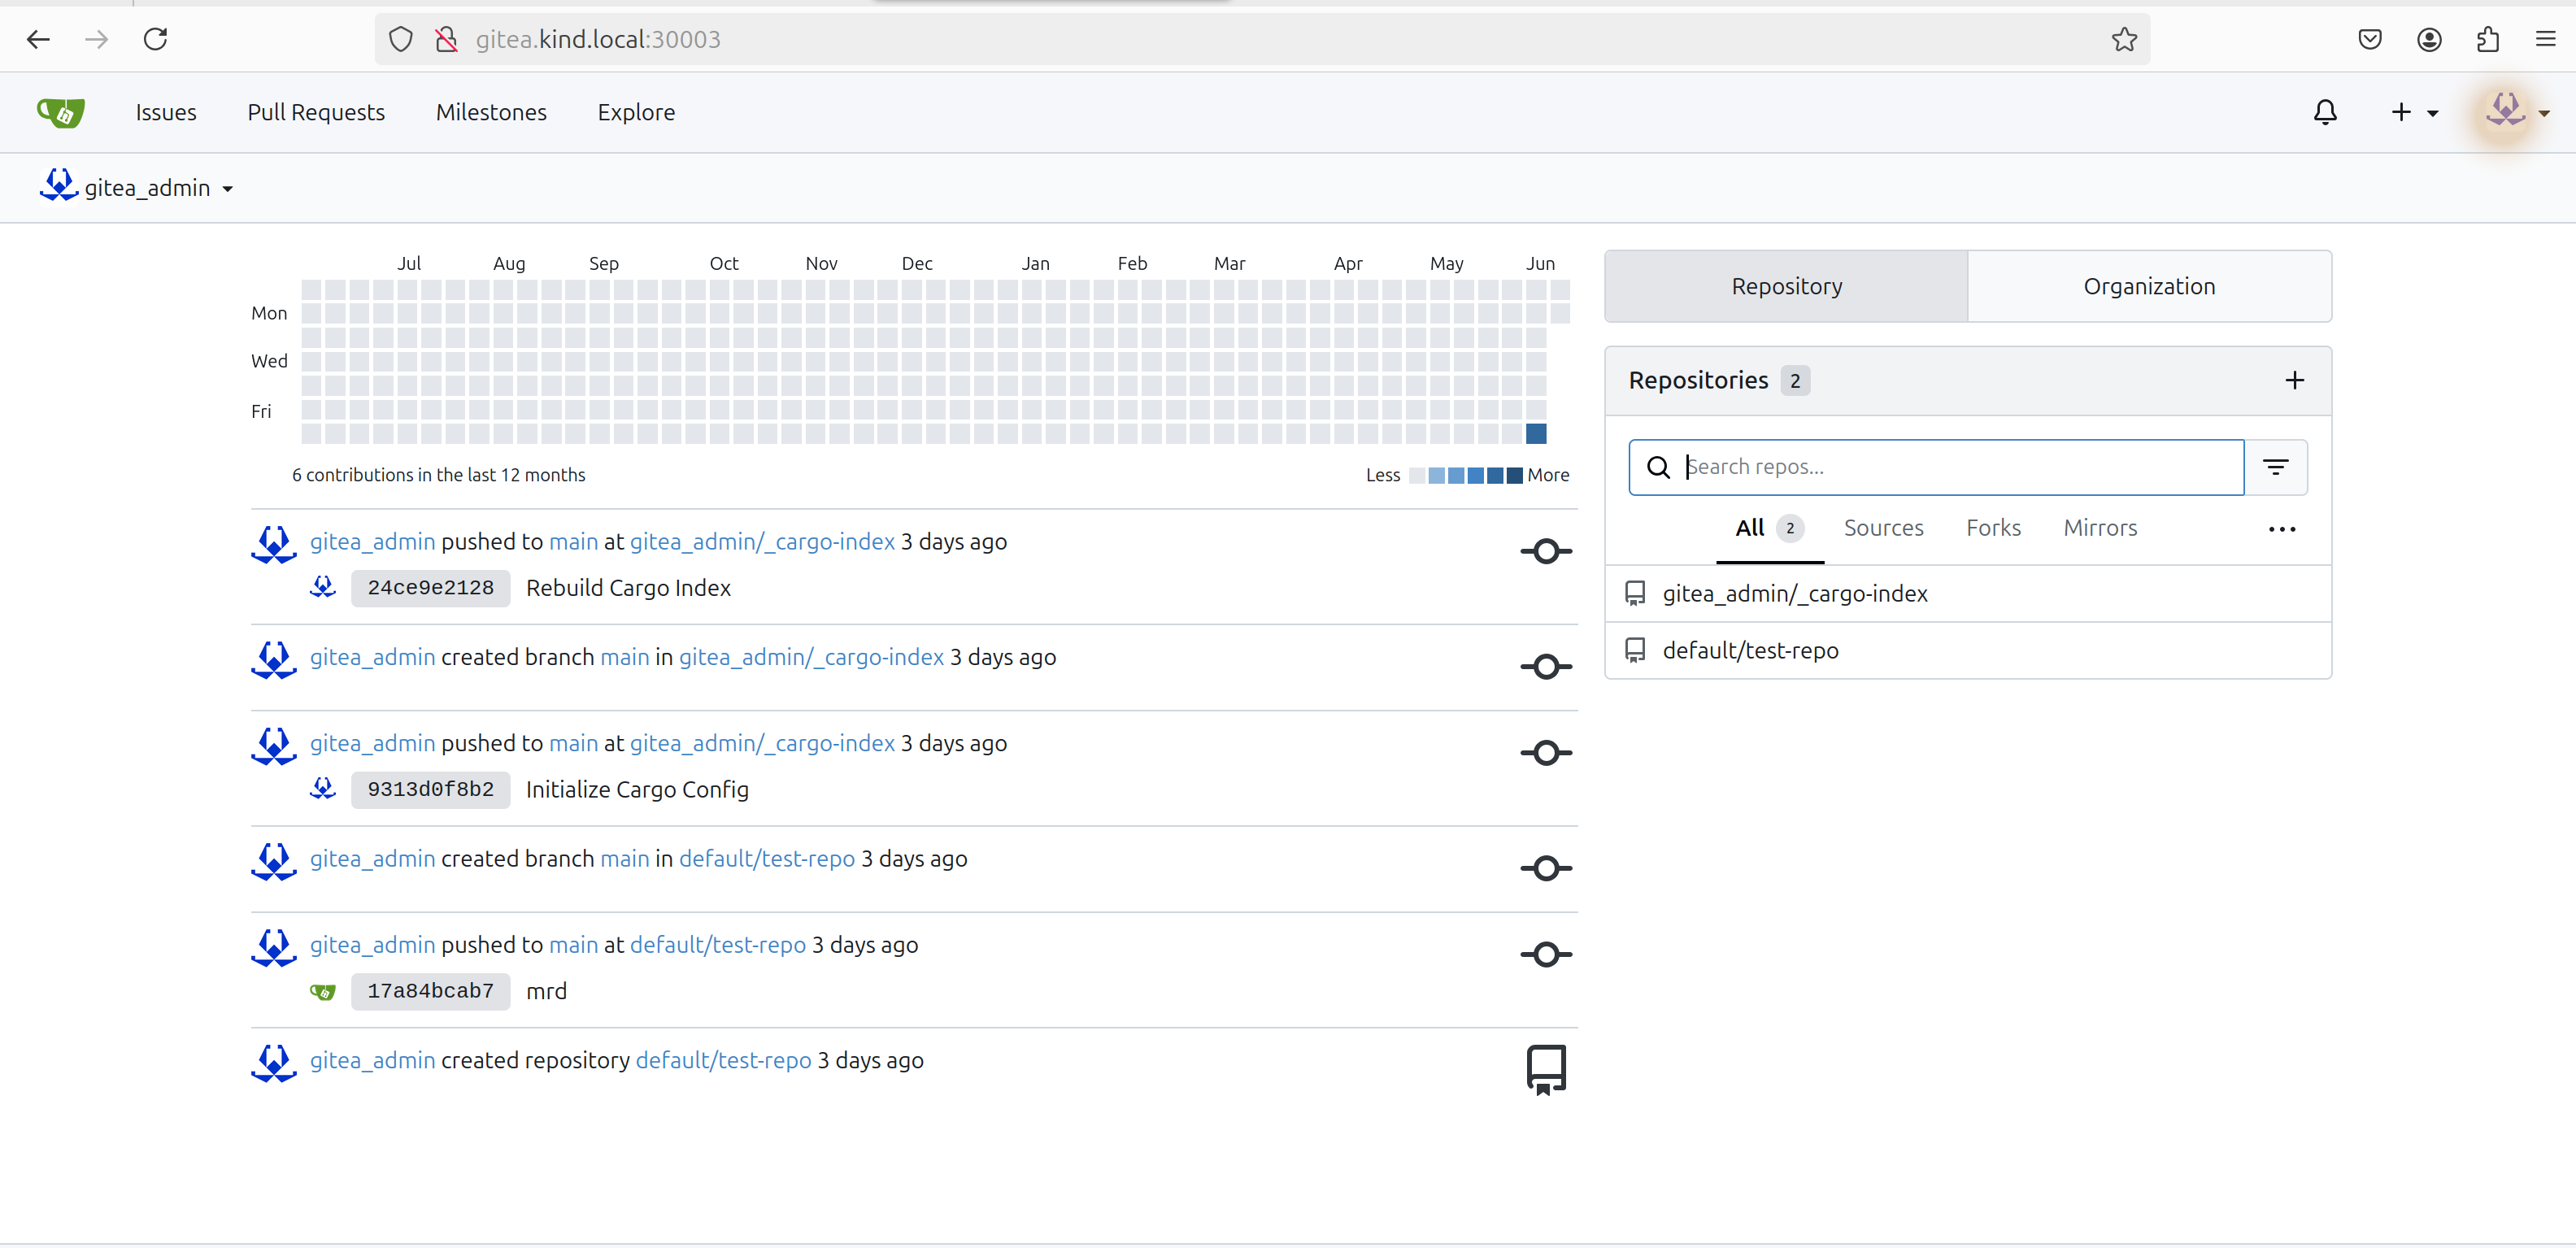 gitea.kind.local:30003
Issues Pull Requests Milestones Explore
gitea_admin
Jul Aug Sep Oct Nov Dec Jan Feb Mar Apr May Jun
Mon
Wed
Fri
6 contributions in the last 12 months Less More
gitea_admin pushed to main at gitea_admin/_cargo-index 3 days ago
24ce9e2128 Rebuild Cargo Index
gitea_admin created branch main in gitea_admin/_cargo-index 3 days ago
gitea_admin pushed to main at gitea_admin/_cargo-index 3 days ago
9313d0f8b2 Initialize Cargo Config
gitea_admin created branch main in default/test-repo 3 days ago
gitea_admin pushed to main at default/test-repo 3 days ago
17a84bcab7 mrd
gitea_admin created repository default/test-repo 3 days ago
Repository Organization
Repositories 2
Search repos...
All 2 Sources Forks Mirrors
gitea_admin/_cargo-index
default/test-repo